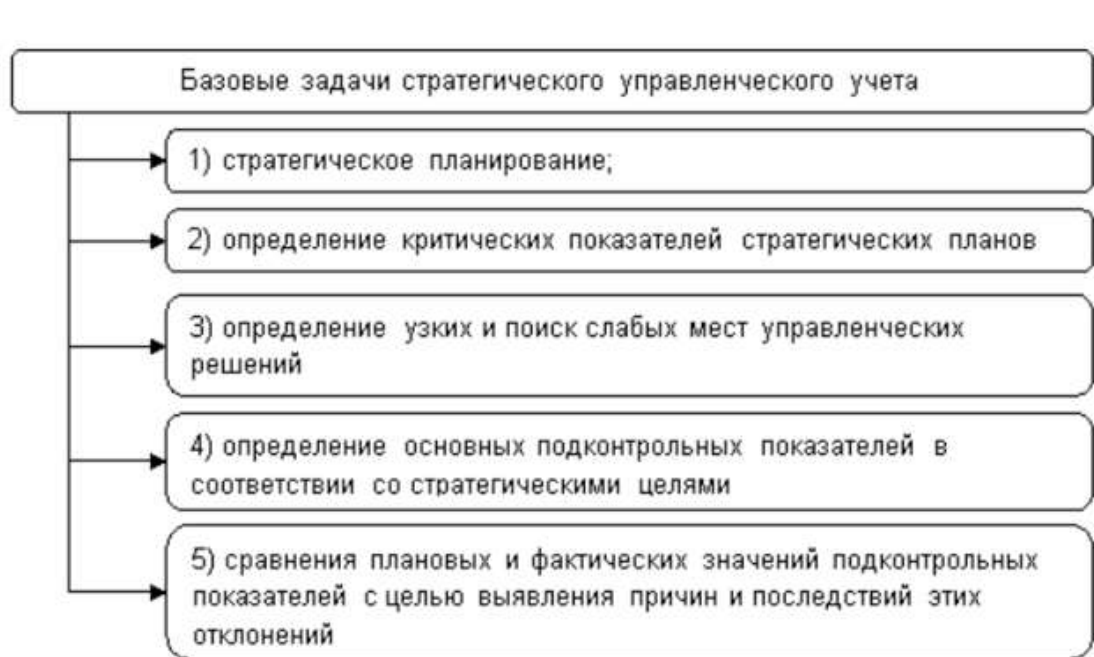 Базовые задачи стратегического управленческого учета
1) стратегическое планирование;
2) определение критических показателей стратегических планов
3) определение узких и поиск слабых мест управленческих
решений
4) определение основных подконтрольных показателей в
соответствии со стратегическими целями
5) сравнения плановых и фактических значений подконтрольных
показателей с целью выявления причин и последствий этих
отклонений